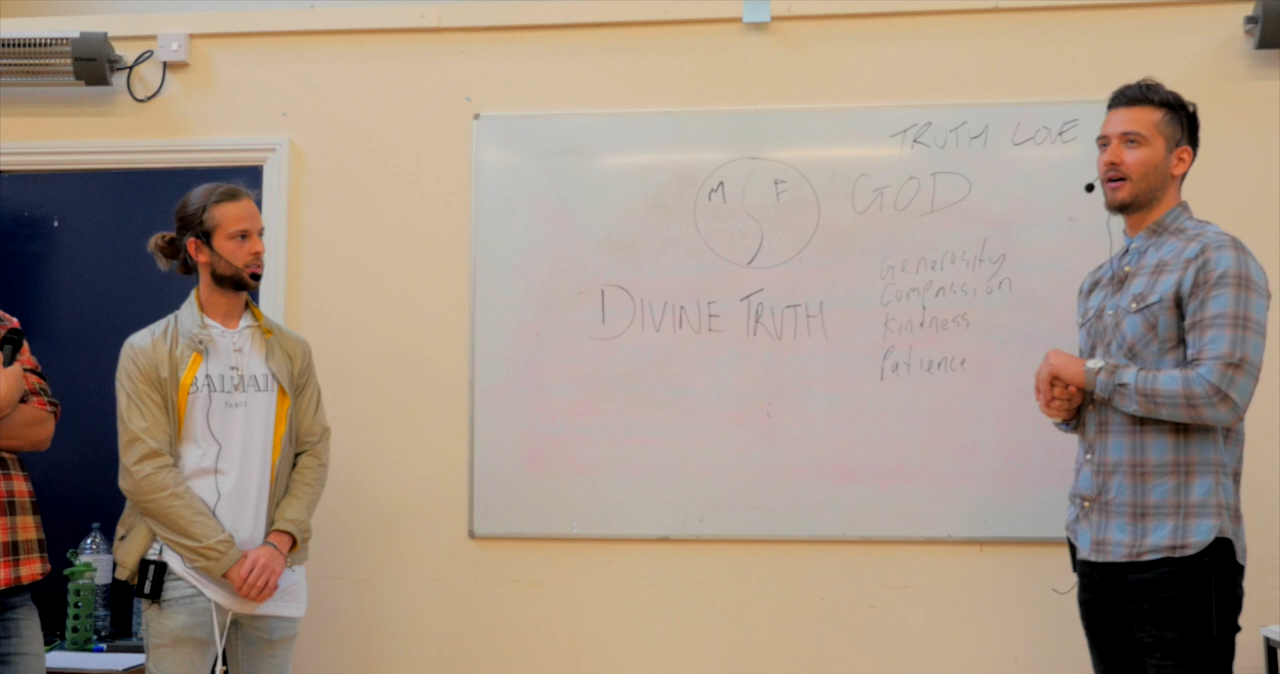 TRUTH LOVE
M F
GOD
Generosity
Compassion
Kindness
Patience
DIVINE TRUTH
BALMAIN
PARIS